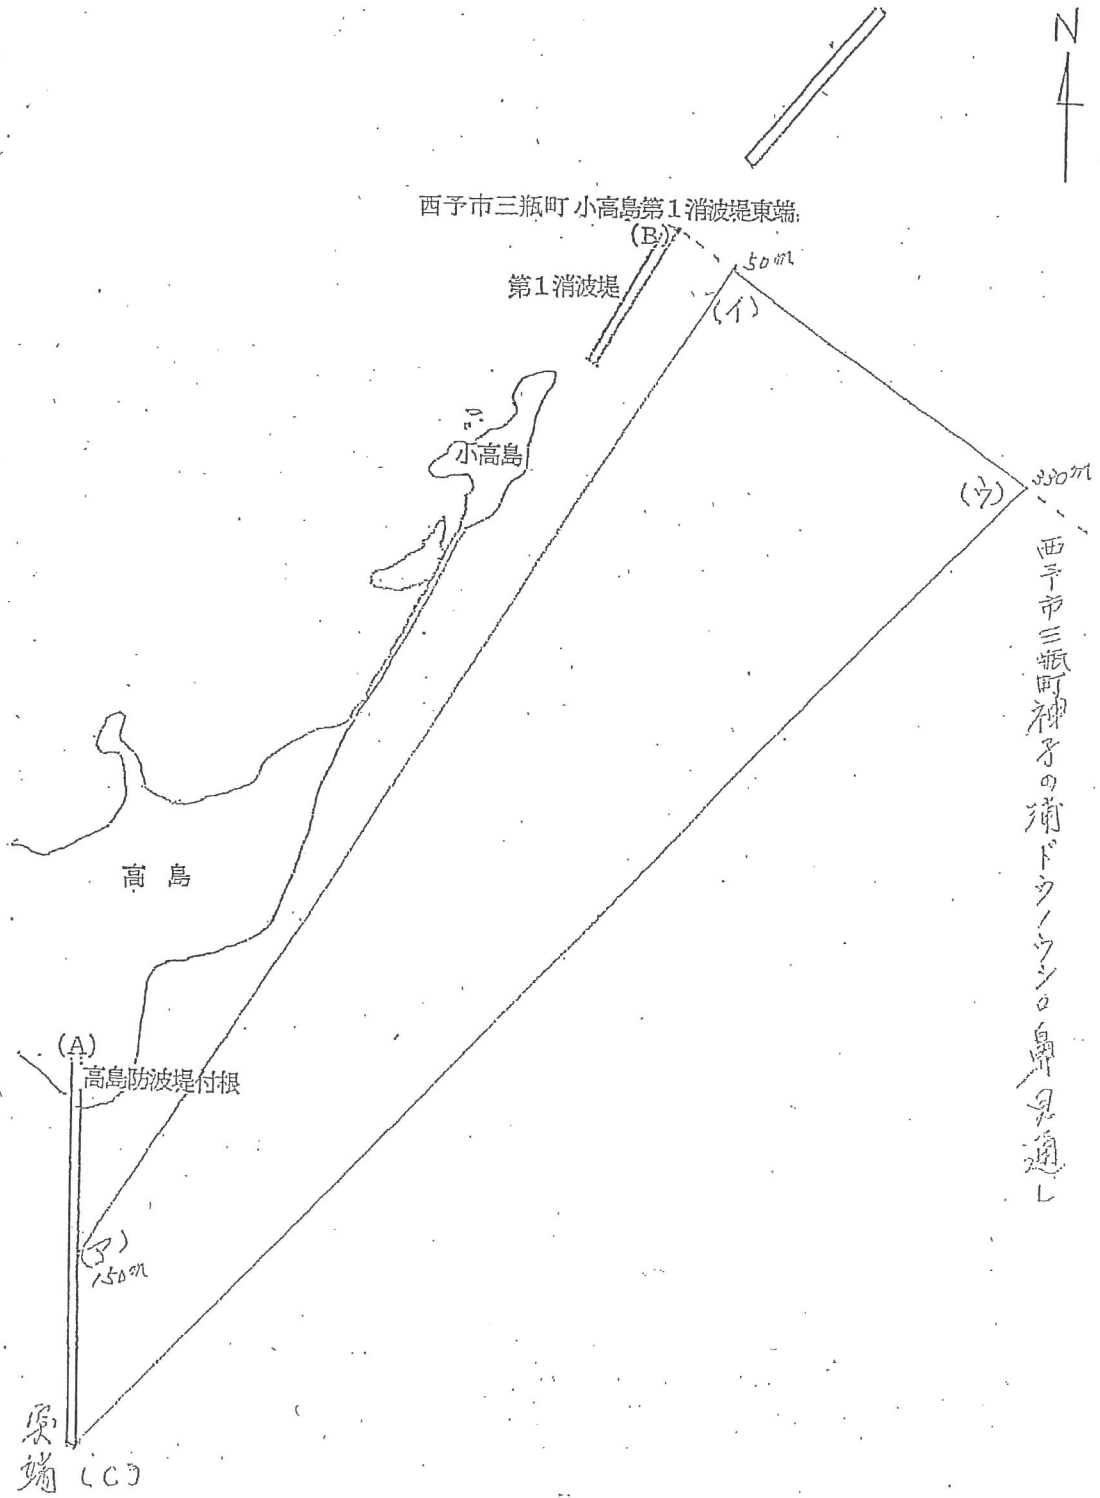 N
西予市三瓶町 小高島第1消波堤東端
(B)
50m
第1消波堤
(イ)
小高島
(ウ)
350m
西予市三瓶町神子の浦ドウノウシロ鼻見通し
高 島
(A)
高島防波堤付根
(ア)
150m
端 (C)